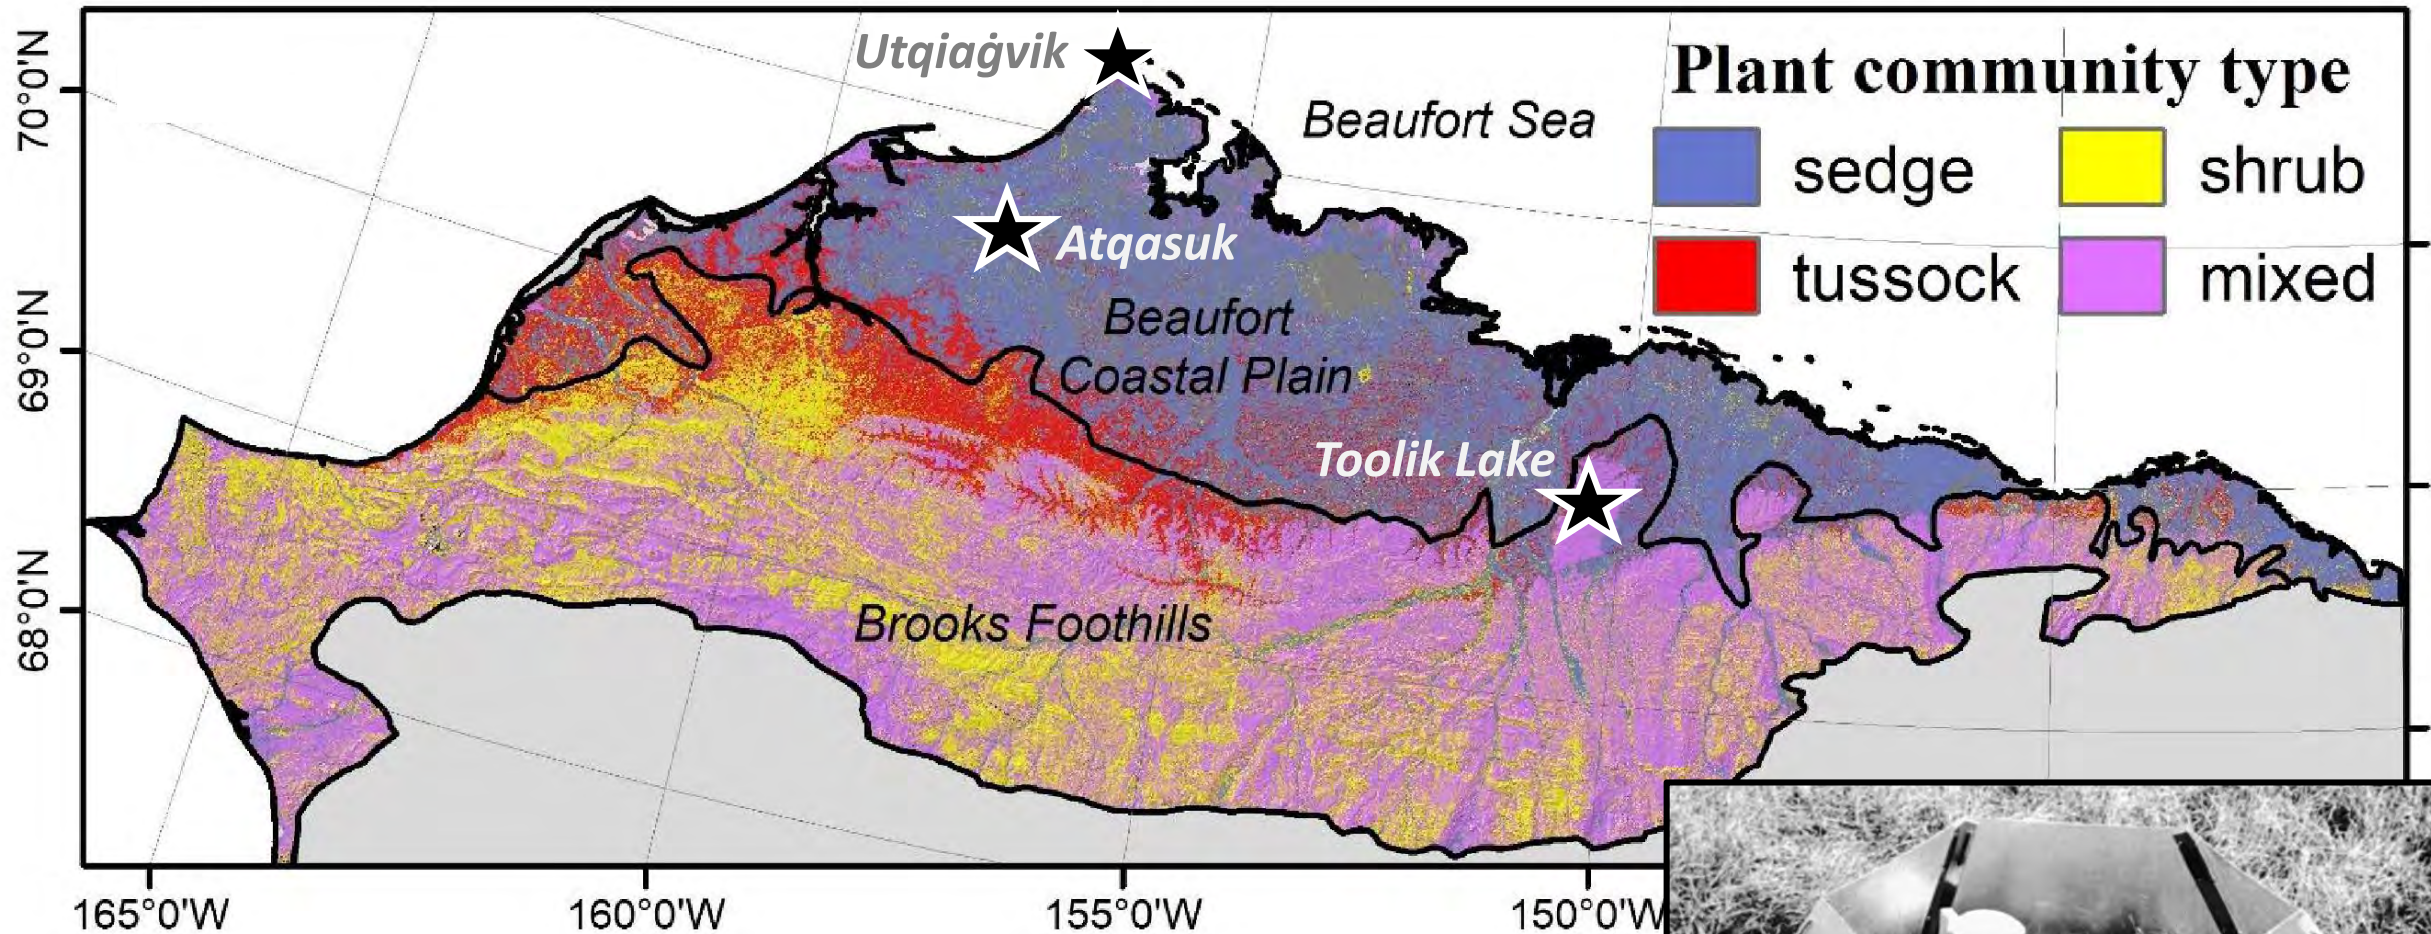 Utqiaġvik
Beaufort Sea
Plant community type
sedge
shrub
tussock
mixed
Atqasuk
Beaufort
Coastal Plain
Toolik Lake
Brooks Foothills
70°0'N
69°0'N
68°0'N
165°0'W
160°0'W
155°0'W
150°0'W